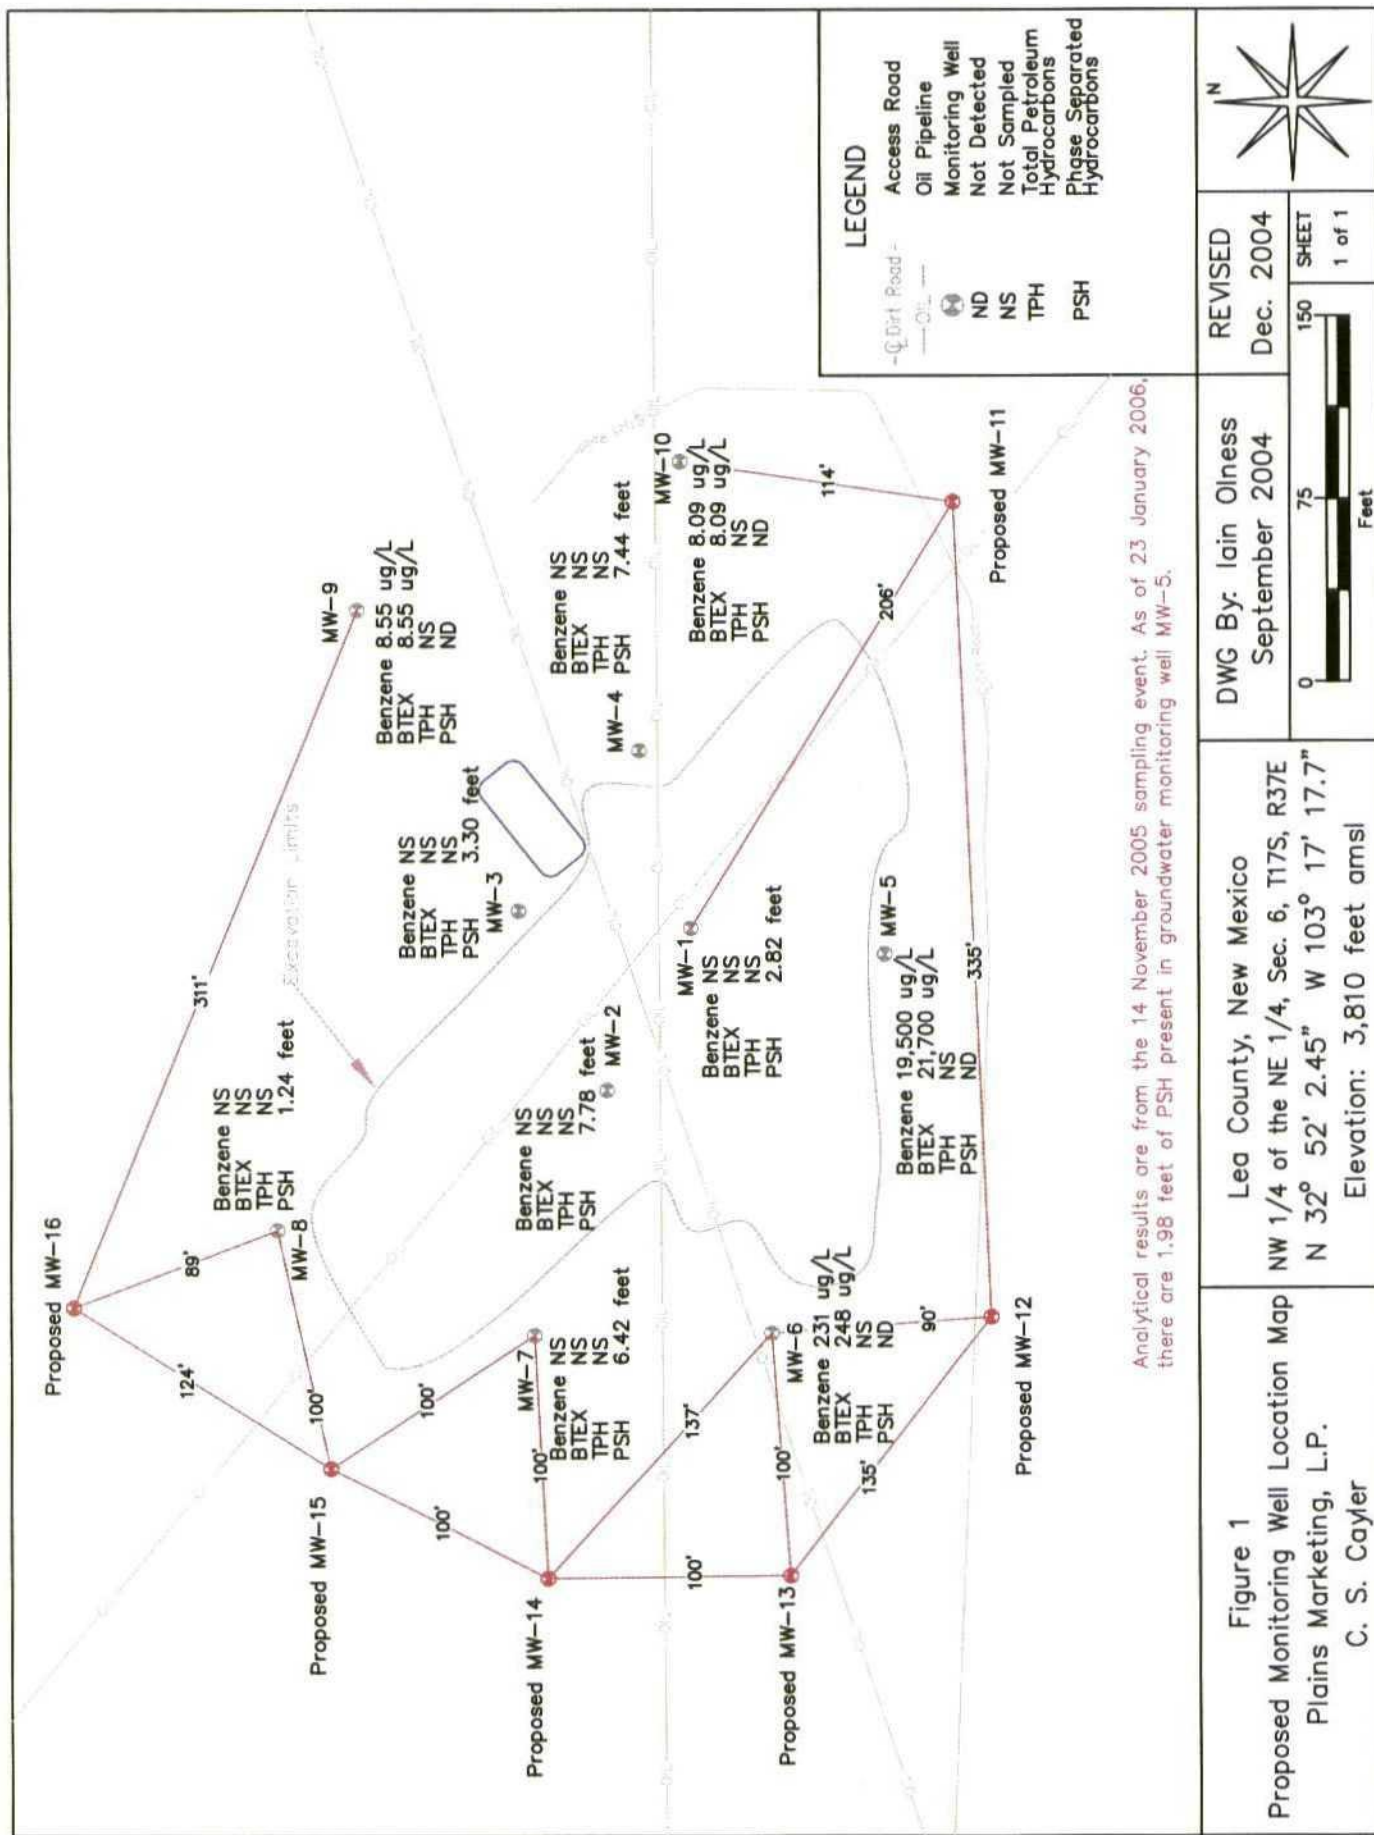 Proposed MW-16
89'
124'
311'
Benzene NS
BTEX NS
TPH NS
PSH 1.24 feet
MW-8
Excavation Limits
MW-9
Benzene 8.55 ug/L
BTEX 8.55 ug/L
TPH NS
PSH ND
Proposed MW-15
100'
100'
100'
Benzene NS
BTEX NS
TPH NS
PSH 3.30 feet
MW-3
Benzene NS
BTEX NS
TPH NS
PSH 7.78 feet
MW-2
MW-7
Benzene NS
BTEX NS
TPH NS
PSH 6.42 feet
100'
Proposed MW-14
Benzene NS
BTEX NS
TPH NS
PSH 7.44 feet
MW-4
MW-10
Benzene 8.09 ug/L
BTEX 8.09 ug/L
TPH NS
PSH ND
MW-1
Benzene NS
BTEX NS
TPH NS
PSH 2.82 feet
137'
100'
100'
Proposed MW-13
MW-6
Benzene 231 ug/L
BTEX 248 ug/L
TPH NS
PSH ND
MW-5
Benzene 19,500 ug/L
BTEX 21,700 ug/L
TPH NS
PSH ND
114'
206'
135'
90'
335'
Proposed MW-12
Proposed MW-11
OIL
LEGEND
-℄ Dirt Road- Access Road
—OIL— Oil Pipeline
Monitoring Well
ND Not Detected
NS Not Sampled
TPH Total Petroleum
Hydrocarbons
PSH Phase Separated
Hydrocarbons
Analytical results are from the 14 November 2005 sampling event. As of 23 January 2006,
there are 1.98 feet of PSH present in groundwater monitoring well MW-5.
Figure 1
Proposed Monitoring Well Location Map
Plains Marketing, L.P.
C. S. Cayler
Lea County, New Mexico
NW 1/4 of the NE 1/4, Sec. 6, T17S, R37E
N 32° 52' 2.45" W 103° 17' 17.7"
Elevation: 3,810 feet amsl
DWG By: Iain Olness
September 2004
REVISED
Dec. 2004
0 75 150
Feet
SHEET
1 of 1
N